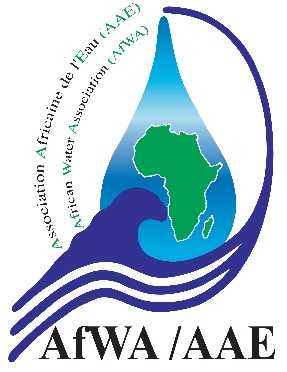 Association Africaine de l'Eau (AAE)
African Water Association (AfWA)
AfWA /AAE